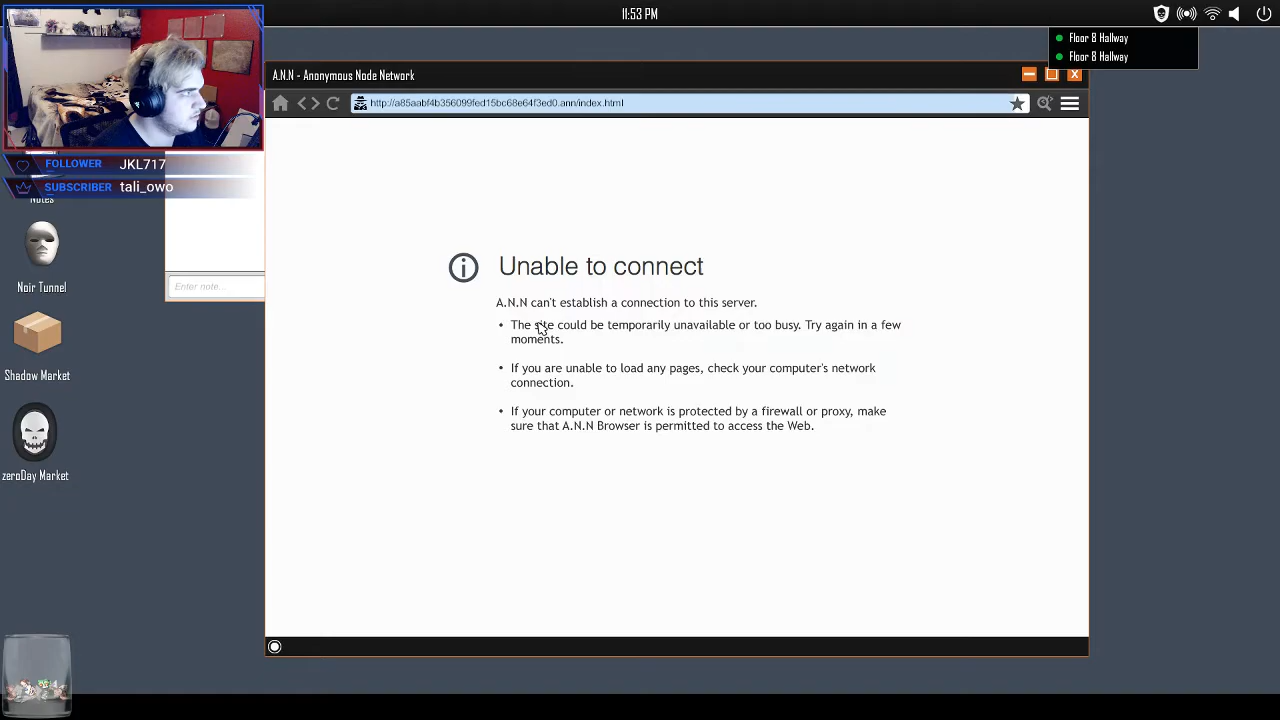 11:53 PM
Floor 8 Hallway
Floor 8 Hallway
A.N.N - Anonymous Node Network
http://a85aabf4b356099fed15bc68e64f3ed0.ann/index.html
FOLLOWER JKL717
SUBSCRIBER tali_owo
Notes
Enter note...
Noir Tunnel
Shadow Market
zeroDay Market
Unable to connect
A.N.N can't establish a connection to this server.
• The site could be temporarily unavailable or too busy. Try again in a few
moments.
• If you are unable to load any pages, check your computer's network
connection.
• If your computer or network is protected by a firewall or proxy, make
sure that A.N.N Browser is permitted to access the Web.